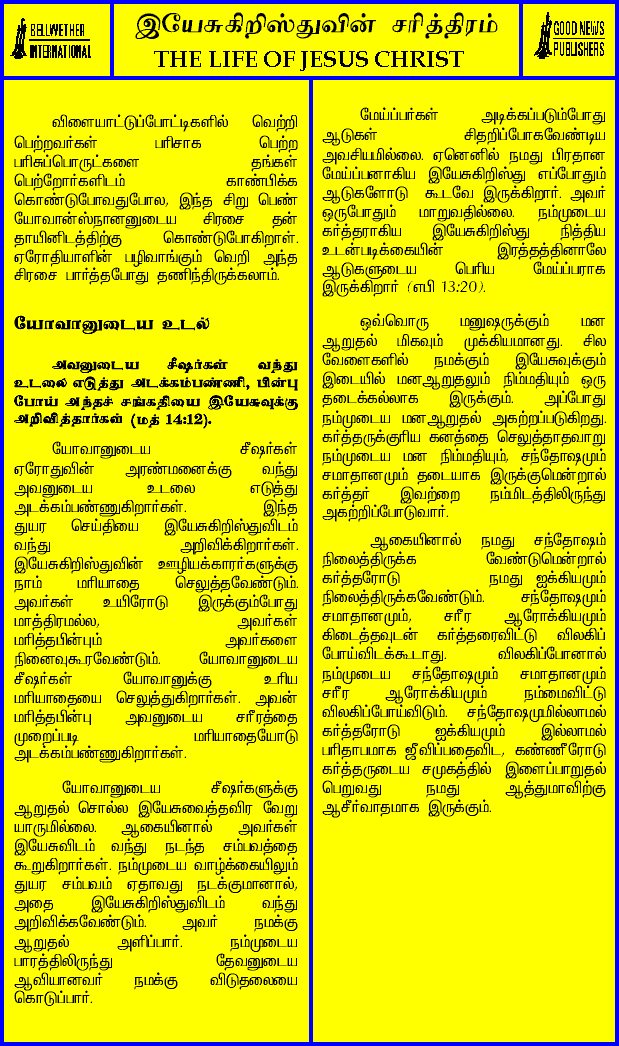 BELLWETHER
INTERNATIONAL
இயேசுகிறிஸ்துவின் சரித்திரம்
THE LIFE OF JESUS CHRIST
GOOD NEWS
PUBLISHERS
விளையாட்டுப்போட்டிகளில் வெற்றி
பெற்றவர்கள் பரிசாக பெற்ற
பரிசுப்பொருட்களை தங்கள்
பெற்றோர்களிடம் காண்பிக்க
கொண்டுபோவதுபோல, இந்த சிறு பெண்
யோவான்ஸ்நானனுடைய சிரசை தன்
தாயினிடத்திற்கு கொண்டுபோகிறாள்.
ஏரோதியாளின் பழிவாங்கும் வெறி அந்த
சிரசை பார்த்தபோது தணிந்திருக்கலாம்.
யோவானுடைய உடல்
அவனுடைய சீஷர்கள் வந்து
உடலை எடுத்து அடக்கம்பண்ணி, பின்பு
போய் அந்தச் சங்கதியை இயேசுவுக்கு
அறிவித்தார்கள் (மத் 14:12).
யோவானுடைய சீஷர்கள்
ஏரோதுவின் அரண்மனைக்கு வந்து
அவனுடைய உடலை எடுத்து
அடக்கம்பண்ணுகிறார்கள். இந்த
துயர செய்தியை இயேசுகிறிஸ்துவிடம்
வந்து அறிவிக்கிறார்கள்.
இயேசுகிறிஸ்துவின் ஊழியக்காரர்களுக்கு
நாம் மரியாதை செலுத்தவேண்டும்.
அவர்கள் உயிரோடு இருக்கும்போது
மாத்திரமல்ல, அவர்கள்
மரித்தபின்பும் அவர்களை
நினைவுகூரவேண்டும். யோவானுடைய
சீஷர்கள் யோவானுக்கு உரிய
மரியாதையை செலுத்துகிறார்கள். அவன்
மரித்தபின்பு அவனுடைய சரீரத்தை
முறைப்படி மரியாதையோடு
அடக்கம்பண்ணுகிறார்கள்.
யோவானுடைய சீஷர்களுக்கு
ஆறுதல் சொல்ல இயேசுவைத்தவிர வேறு
யாருமில்லை. ஆகையினால் அவர்கள்
இயேசுவிடம் வந்து நடந்த சம்பவத்தை
கூறுகிறார்கள். நம்முடைய வாழ்க்கையிலும்
துயர சம்பவம் ஏதாவது நடக்குமானால்,
அதை இயேசுகிறிஸ்துவிடம் வந்து
அறிவிக்கவேண்டும். அவர் நமக்கு
ஆறுதல் அளிப்பார். நம்முடைய
பாரத்திலிருந்து தேவனுடைய
ஆவியானவர் நமக்கு விடுதலையை
கொடுப்பார்.
மேய்ப்பர்கள் அடிக்கப்படும்போது
ஆடுகள் சிதறிப்போகவேண்டிய
அவசியமில்லை. ஏனெனில் நமது பிரதான
மேய்ப்பனாகிய இயேசுகிறிஸ்து எப்போதும்
ஆடுகளோடு கூடவே இருக்கிறார். அவர்
ஒருபோதும் மாறுவதில்லை. நம்முடைய
கர்த்தராகிய இயேசுகிறிஸ்து நித்திய
உடன்படிக்கையின் இரத்தத்தினாலே
ஆடுகளுடைய பெரிய மேய்ப்பராக
இருக்கிறார் (எபி 13:20).
ஒவ்வொரு மனுஷருக்கும் மன
ஆறுதல் மிகவும் முக்கியமானது. சில
வேளைகளில் நமக்கும் இயேசுவுக்கும்
இடையில் மனஆறுதலும் நிம்மதியும் ஒரு
தடைக்கல்லாக இருக்கும். அப்போது
நம்முடைய மனஆறுதல் அகற்றப்படுகிறது.
கர்த்தருக்குரிய கனத்தை செலுத்தாதவாறு
நம்முடைய மன நிம்மதியும், சந்தோஷமும்
சமாதானமும் தடையாக இருக்குமென்றால்
கர்த்தர் இவற்றை நம்மிடத்திலிருந்து
அகற்றிப்போடுவார்.
ஆகையினால் நமது சந்தோஷம்
நிலைத்திருக்க வேண்டுமென்றால்
கர்த்தரோடு நமது ஐக்கியமும்
நிலைத்திருக்கவேண்டும். சந்தோஷமும்
சமாதானமும், சரீர ஆரோக்கியமும்
கிடைத்தவுடன் கர்த்தரைவிட்டு விலகிப்
போய்விடக்கூடாது. விலகிப்போனால்
நம்முடைய சந்தோஷமும் சமாதானமும்
சரீர ஆரோக்கியமும் நம்மைவிட்டு
விலகிப்போய்விடும். சந்தோஷமுமில்லாமல்
கர்த்தரோடு ஐக்கியமும் இல்லாமல்
பரிதாபமாக ஜீவிப்பதைவிட, கண்ணீரோடு
கர்த்தருடைய சமுகத்தில் இளைப்பாறுதல்
பெறுவது நமது ஆத்துமாவிற்கு
ஆசீர்வாதமாக இருக்கும்.